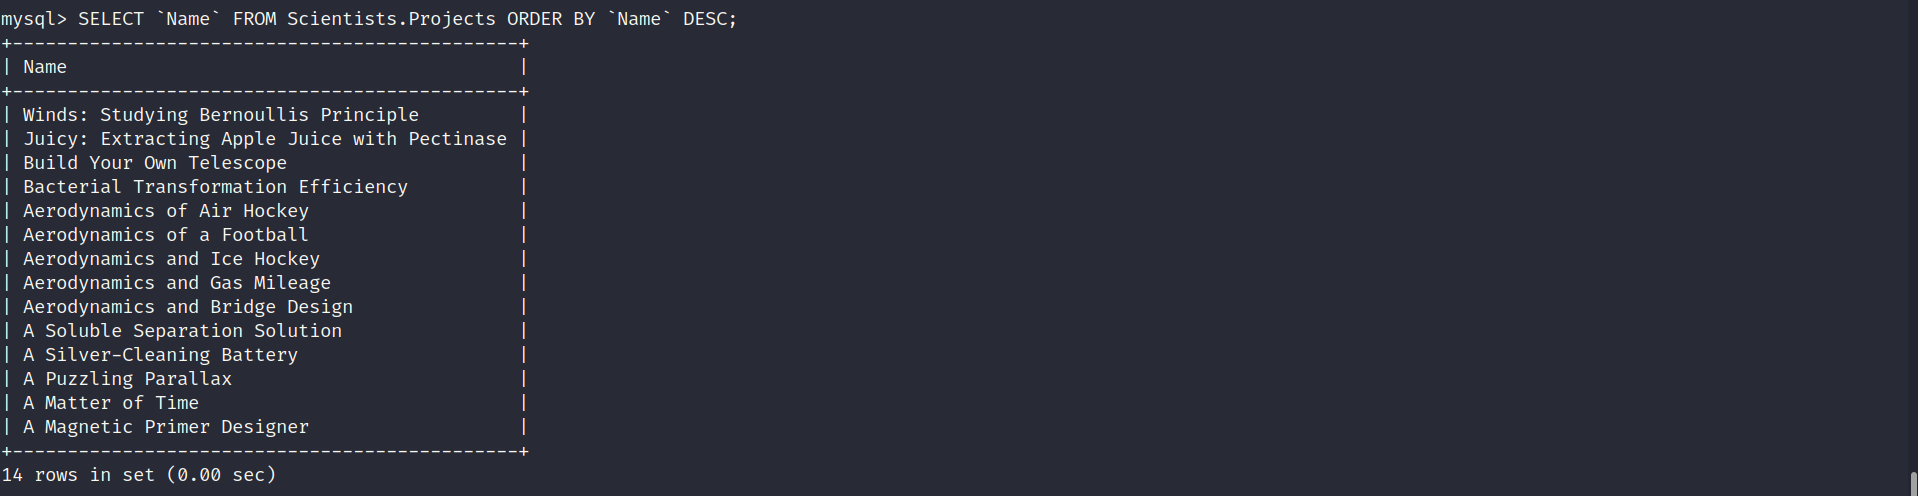 mysql> SELECT `Name` FROM Scientists.Projects ORDER BY `Name` DESC;
+----------------------------------------------+
| Name                                         |
+----------------------------------------------+
| Winds: Studying Bernoullis Principle         |
| Juicy: Extracting Apple Juice with Pectinase |
| Build Your Own Telescope                     |
| Bacterial Transformation Efficiency          |
| Aerodynamics of Air Hockey                   |
| Aerodynamics of a Football                   |
| Aerodynamics and Ice Hockey                  |
| Aerodynamics and Gas Mileage                 |
| Aerodynamics and Bridge Design               |
| A Soluble Separation Solution                |
| A Silver-Cleaning Battery                    |
| A Puzzling Parallax                          |
| A Matter of Time                             |
| A Magnetic Primer Designer                   |
+----------------------------------------------+
14 rows in set (0.00 sec)